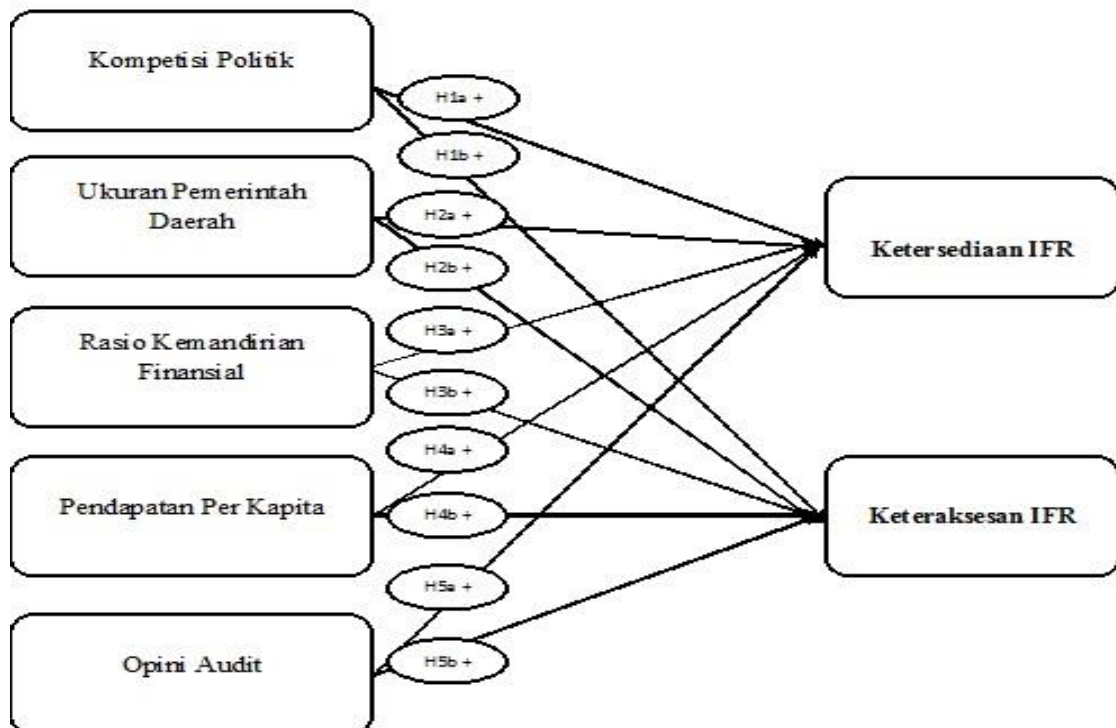 Kompetisi Politik
H1a +
H1b +
Ukuran Pemerintah
Daerah
H2a +
H2b +
Ketersediaan IFR
Rasio Kemandirian
Finansial
H3a +
H3b +
H4a +
Pendapatan Per Kapita
H4b +
Keteraksesan IFR
H5a +
Opini Audit
H5b +